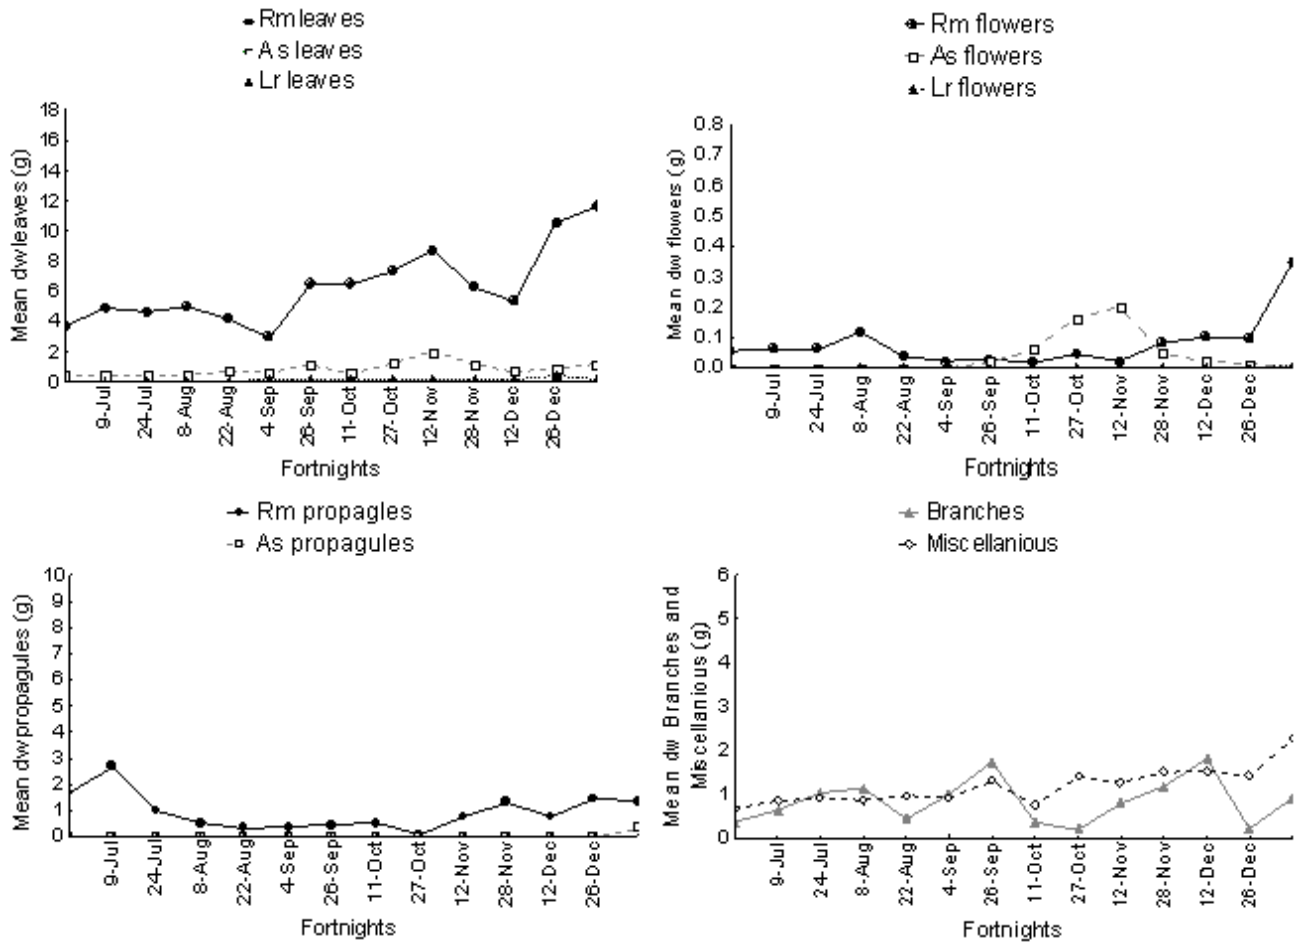 Rm leaves
As leaves
Lr leaves
Mean dw leaves (g)
18
16
14
12
10
8
6
4
2
0
9-Jul
24-Jul
8-Aug
22-Aug
4-Sep
26-Sep
11-Oct
27-Oct
12-Nov
28-Nov
12-Dec
26-Dec
Fortnights
Rm flowers
As flowers
Lr flowers
Mean dw flowers (g)
0.8
0.7
0.6
0.5
0.4
0.3
0.2
0.1
0.0
9-Jul
24-Jul
8-Aug
22-Aug
4-Sep
26-Sep
11-Oct
27-Oct
12-Nov
28-Nov
12-Dec
26-Dec
Fortnights
Rm propagles
As propagules
Mean dw propagules (g)
10
9
8
7
6
5
4
3
2
1
0
9-Jul
24-Jul
8-Aug
22-Aug
4-Sep
26-Sep
11-Oct
27-Oct
12-Nov
28-Nov
12-Dec
26-Dec
Fortnights
Branches
Miscellanious
Mean dw Branches and
Miscellanious (g)
6
5
4
3
2
1
0
9-Jul
24-Jul
8-Aug
22-Aug
4-Sep
26-Sep
11-Oct
27-Oct
12-Nov
28-Nov
12-Dec
26-Dec
Fortnights